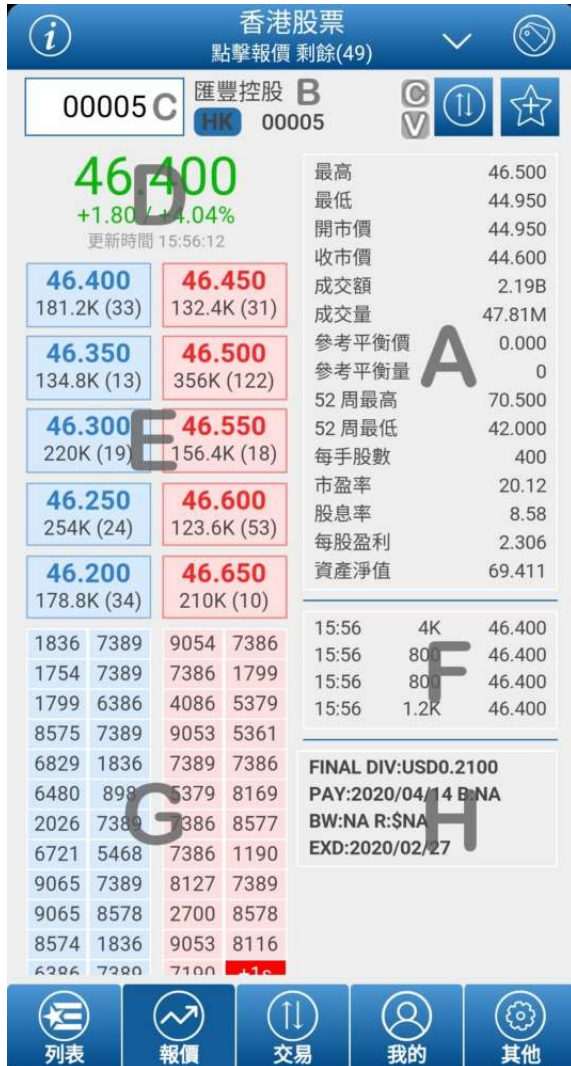 香港股票
點擊報價 剩餘(49)
00005 C
匯豐控股 B
HK 00005
C
V
46.400
D
+1.80 / +4.04%
更新時間 15:56:12
46.400 46.450
181.2K (33) 132.4K (31)
46.350 46.500
134.8K (13) 356K (122)
46.300 46.550
220K (19) 156.4K (18)
E
46.250 46.600
254K (24) 123.6K (53)
46.200 46.650
178.8K (34) 210K (10)
1836 7389 9054 7386
1754 7389 7386 1799
1799 6386 4086 5379
8575 7389 9053 5361
6829 1836 7389 7386
6480 898 5379 8169
2026 7389 7386 8577
G
6721 5468 7386 1190
9065 7389 8127 7389
9065 8578 2700 8578
8574 1836 9053 8116
6386 7389 7190 +1s
最高 46.500
最低 44.950
開市價 44.950
收市價 44.600
成交額 2.19B
成交量 47.81M
參考平衡價 0.000
參考平衡量 0
A
52 周最高 70.500
52 周最低 42.000
每手股數 400
市盈率 20.12
股息率 8.58
每股盈利 2.306
資產淨值 69.411
15:56 4K 46.400
15:56 800 46.400
15:56 800 46.400
15:56 1.2K 46.400
F
FINAL DIV:USD0.2100
PAY:2020/04/14 B:NA
BW:NA R:$NA
EXD:2020/02/27
H
列表 報價 交易 我的 其他